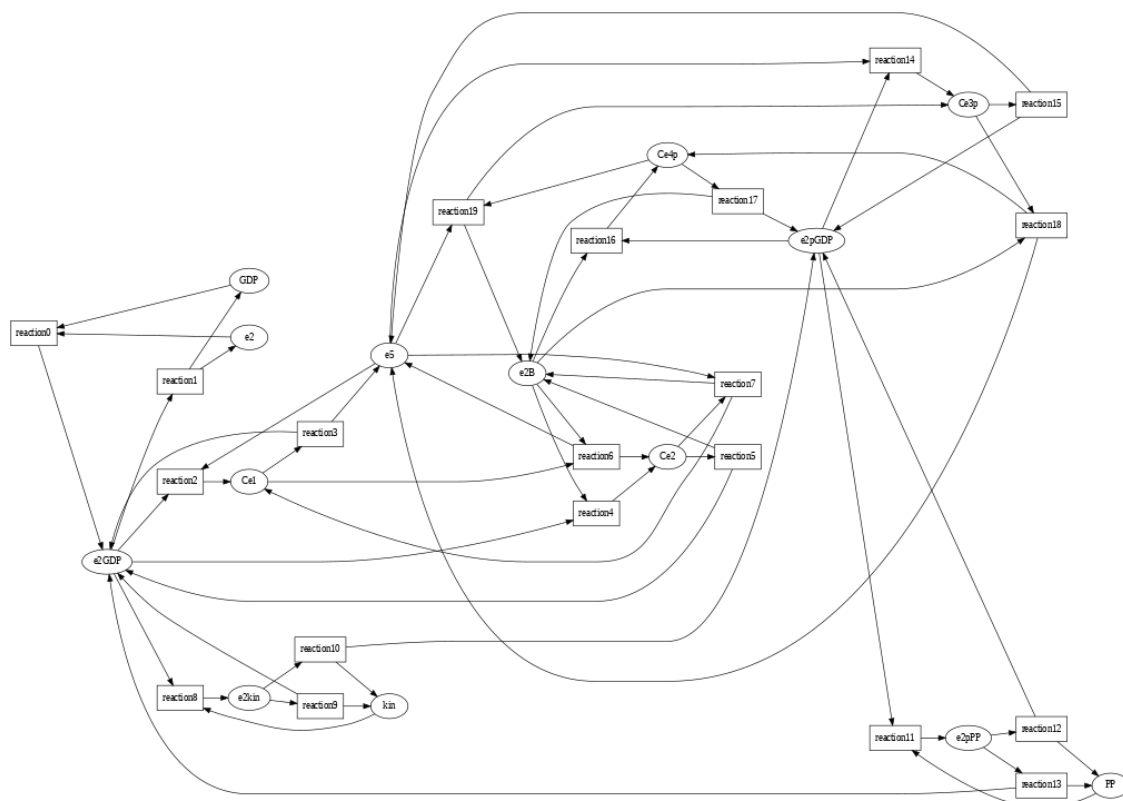 reaction14
Ce3p
reaction15
Ce4p
reaction17
reaction19
reaction18
reaction16
e2pGDP
GDP
reaction0
e2
e5
e2B
reaction1
reaction7
reaction3
reaction6
Ce2
reaction5
reaction2
Ce1
reaction4
e2GDP
reaction10
reaction8
e2kin
reaction9
kin
reaction12
reaction11
e2pPP
reaction13
PP